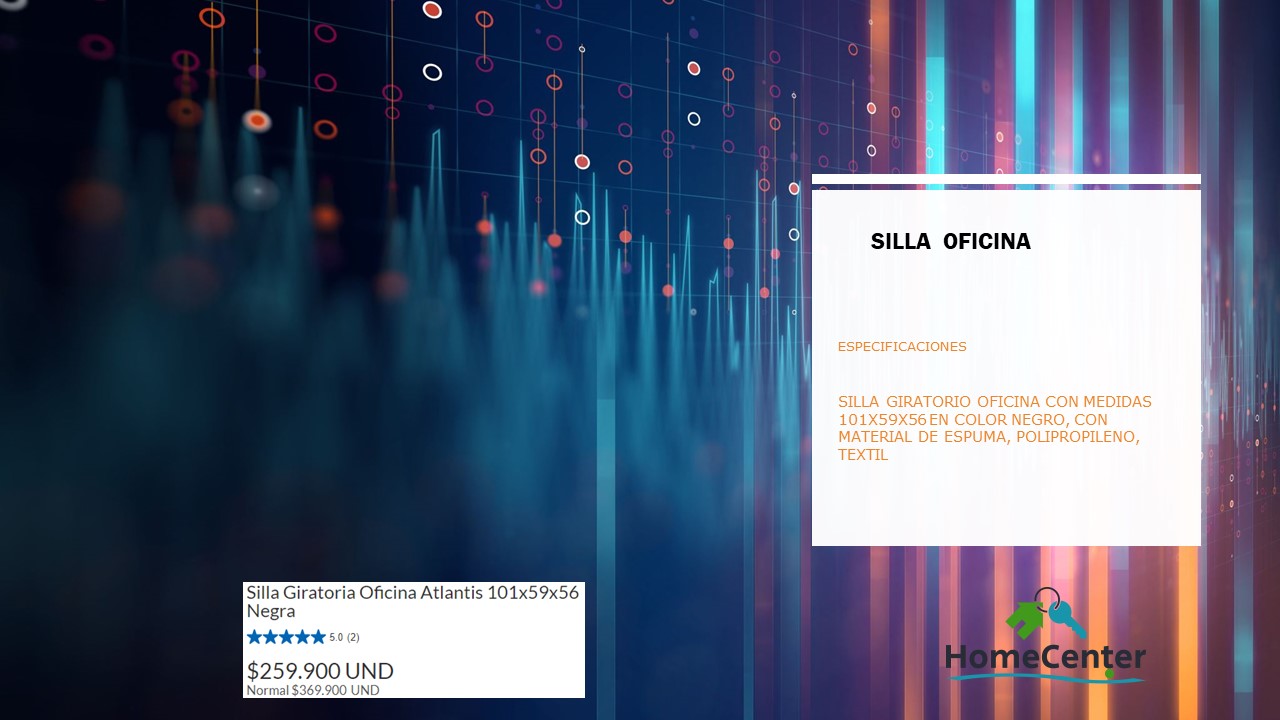 SILLA OFICINA
ESPECIFICACIONES
SILLA GIRATORIO OFICINA CON MEDIDAS
101X59X56 EN COLOR NEGRO, CON
MATERIAL DE ESPUMA, POLIPROPILENO,
TEXTIL
Silla Giratoria Oficina Atlantis 101x59x56
Negra
5.0 (2)
$259.900 UND
Normal $369.900 UND
HomeCenter